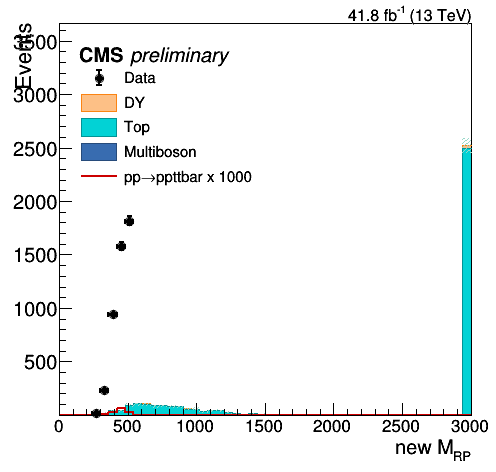 41.8 fb⁻¹ (13 TeV)
Events
CMS preliminary
Data
DY
Top
Multiboson
pp→ppttbar x 1000
3500
3000
2500
2000
1500
1000
500
0 500 1000 1500 2000 2500 3000
new M_RP